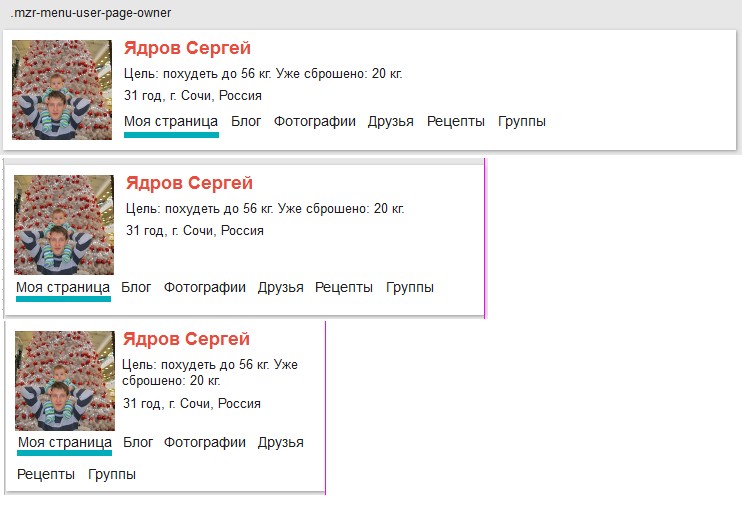 .mzr-menu-user-page-owner
Ядров Сергей
Цель: похудеть до 56 кг. Уже сброшено: 20 кг.
31 год, г. Сочи, Россия
Моя страница Блог Фотографии Друзья Рецепты Группы
Ядров Сергей
Цель: похудеть до 56 кг. Уже сброшено: 20 кг.
31 год, г. Сочи, Россия
Моя страница Блог Фотографии Друзья Рецепты Группы
Ядров Сергей
Цель: похудеть до 56 кг. Уже
сброшено: 20 кг.
31 год, г. Сочи, Россия
Моя страница Блог Фотографии Друзья
Рецепты Группы